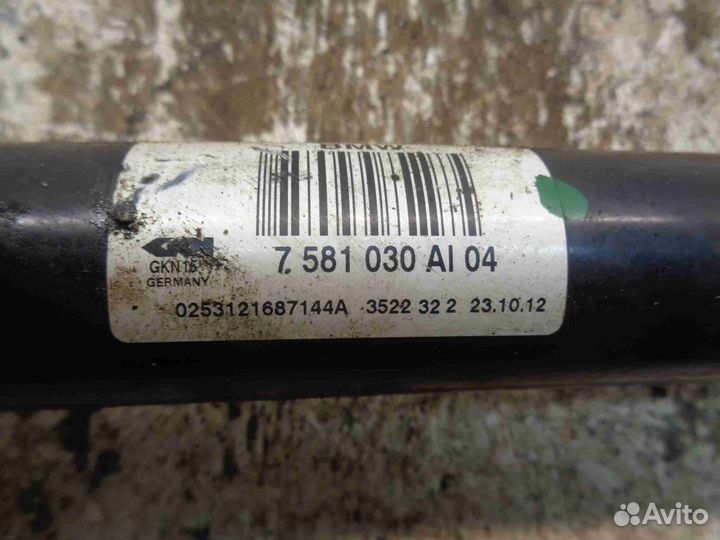 BMW
GKN
7 581 030 AI 04
GKN 15
GERMANY
0253121687144A 3522 32 2 23.10.12
Avito